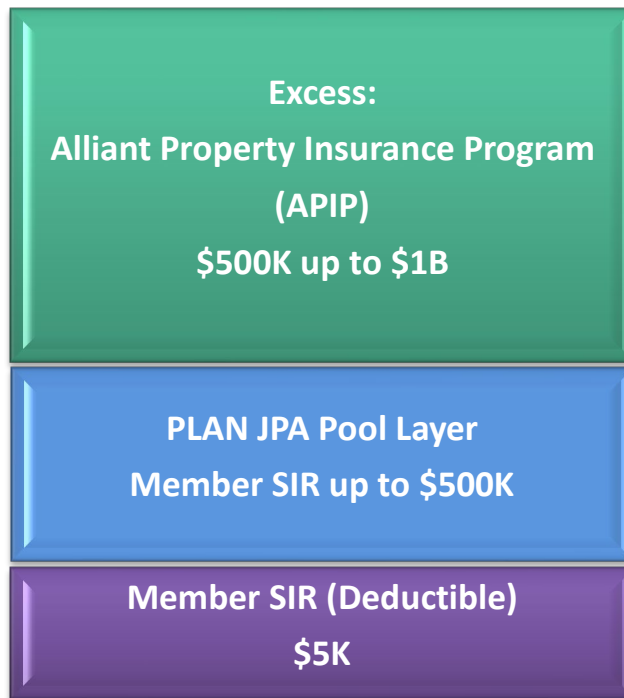 Excess:
Alliant Property Insurance Program
(APIP)
$500K up to $1B
PLAN JPA Pool Layer
Member SIR up to $500K
Member SIR (Deductible)
$5K